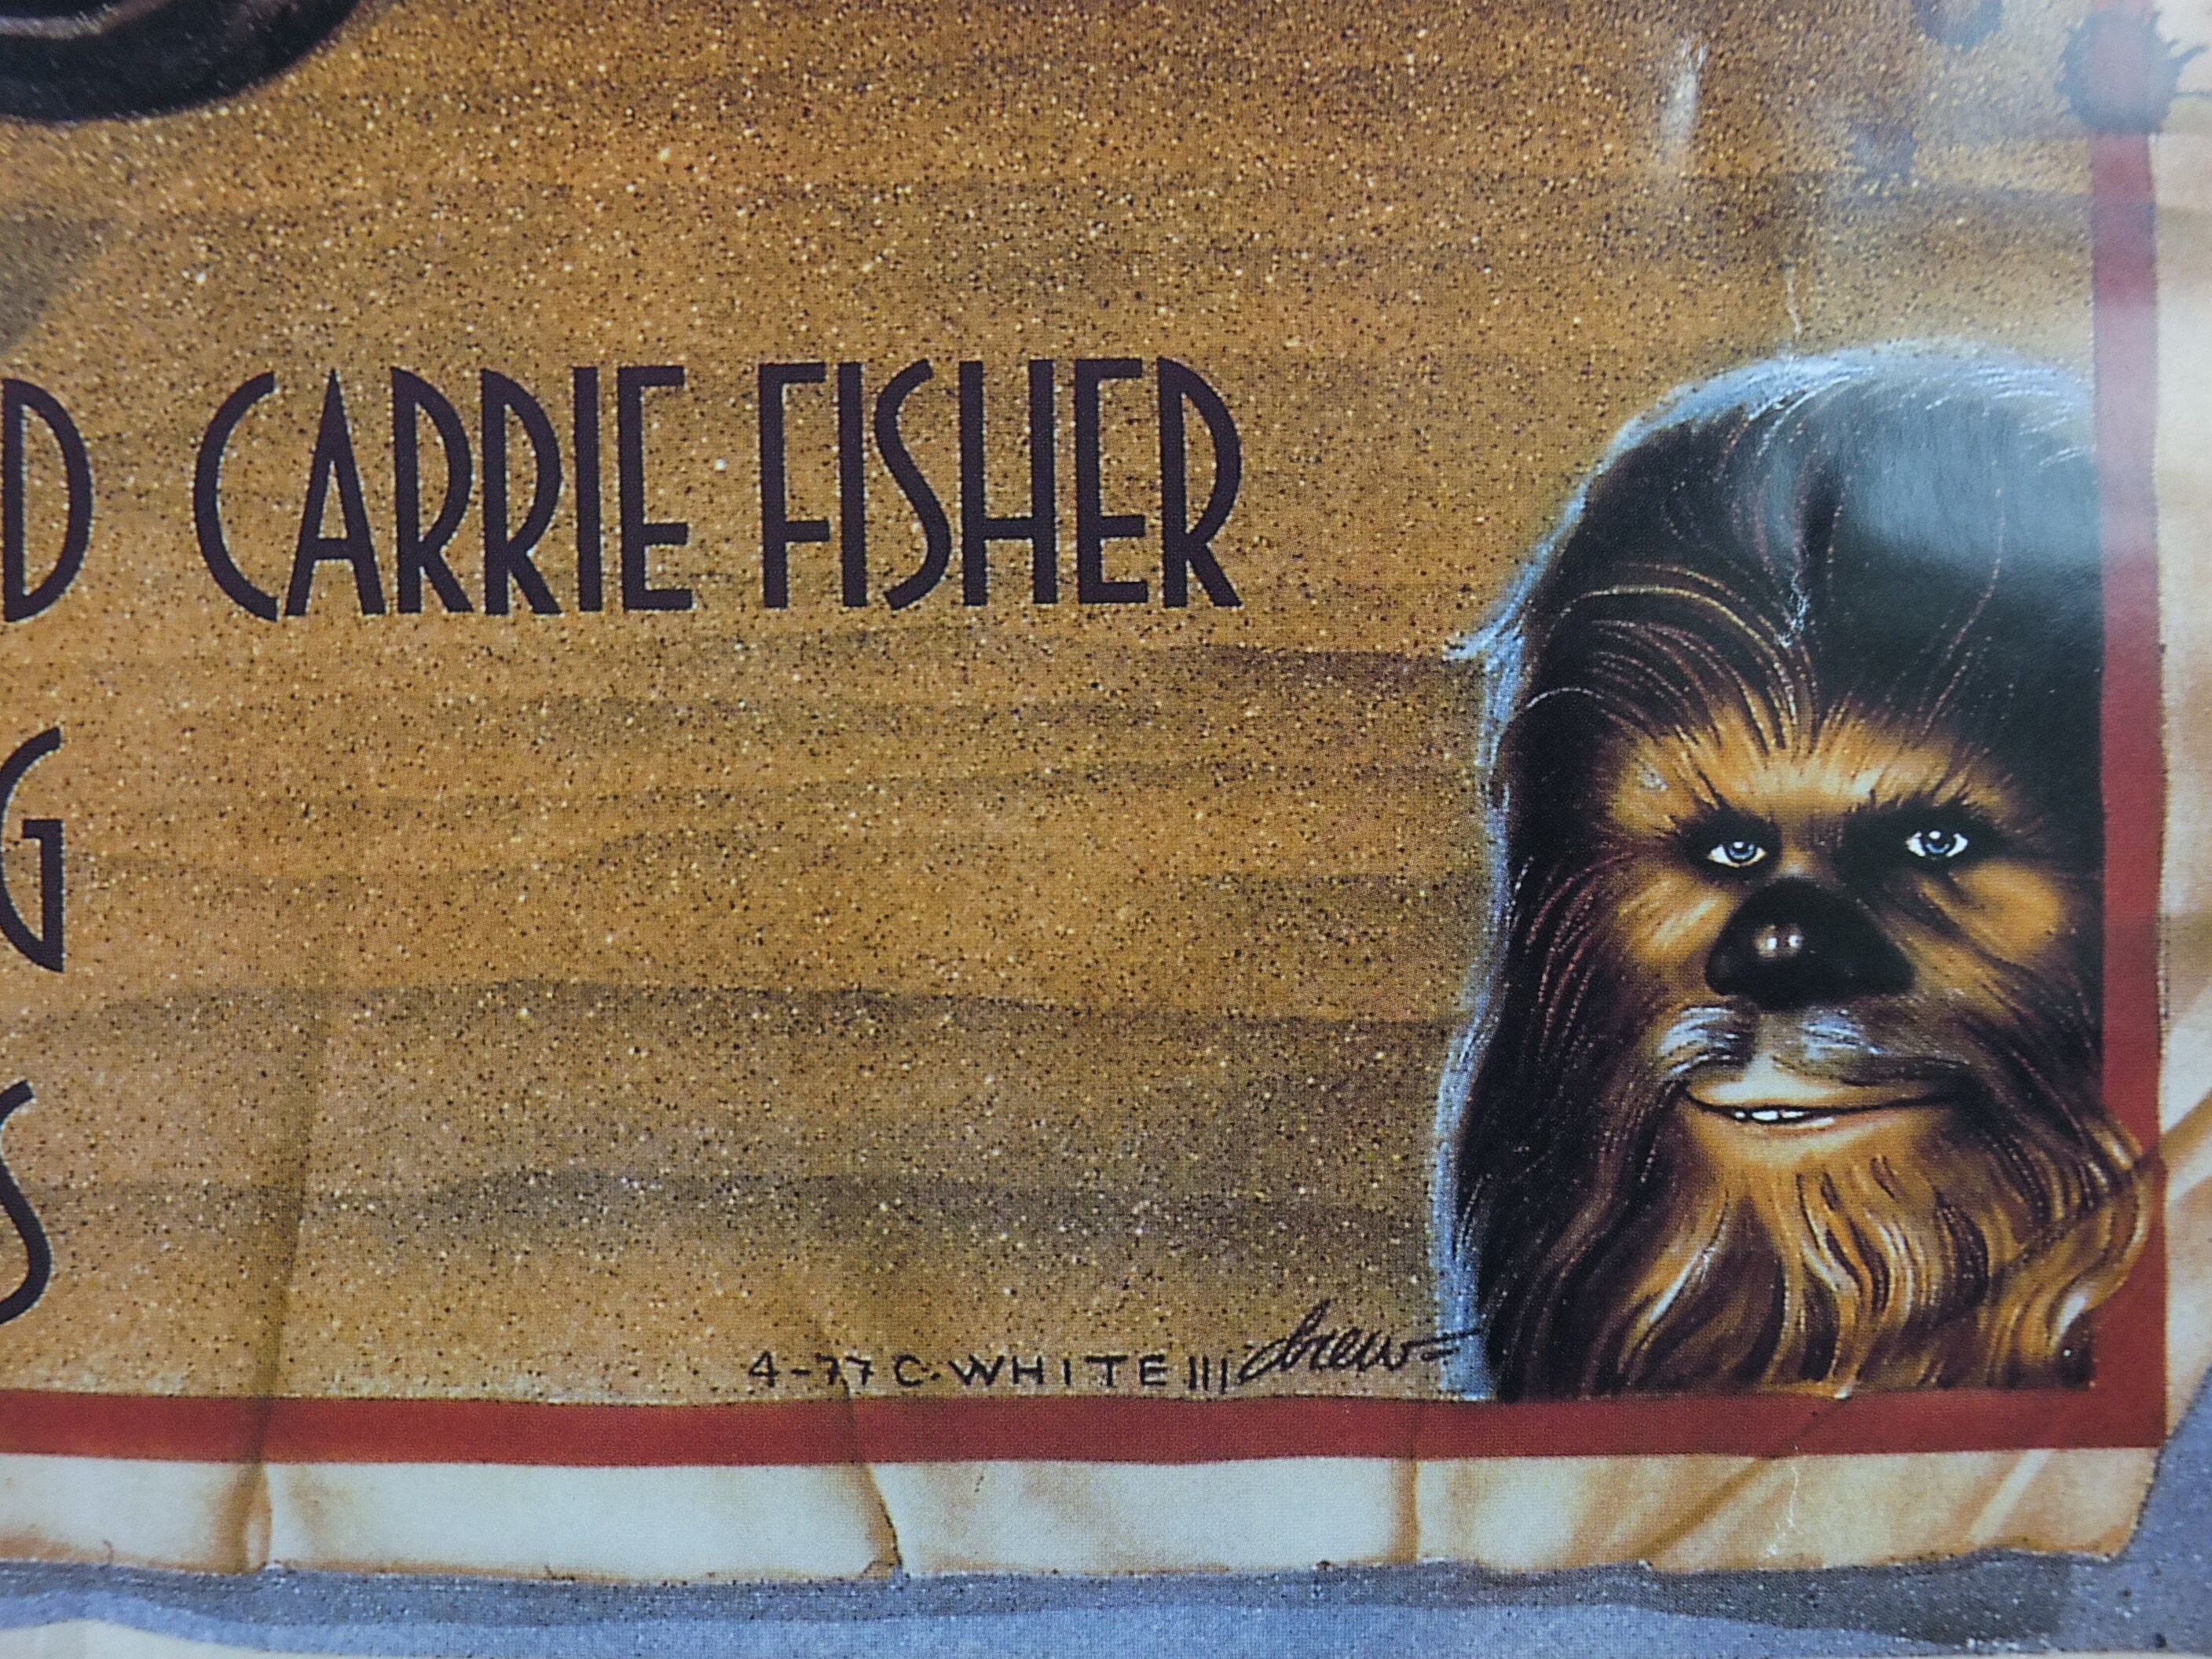 D CARRIE FISHER
G
S
4-77 C.WHITE III drew